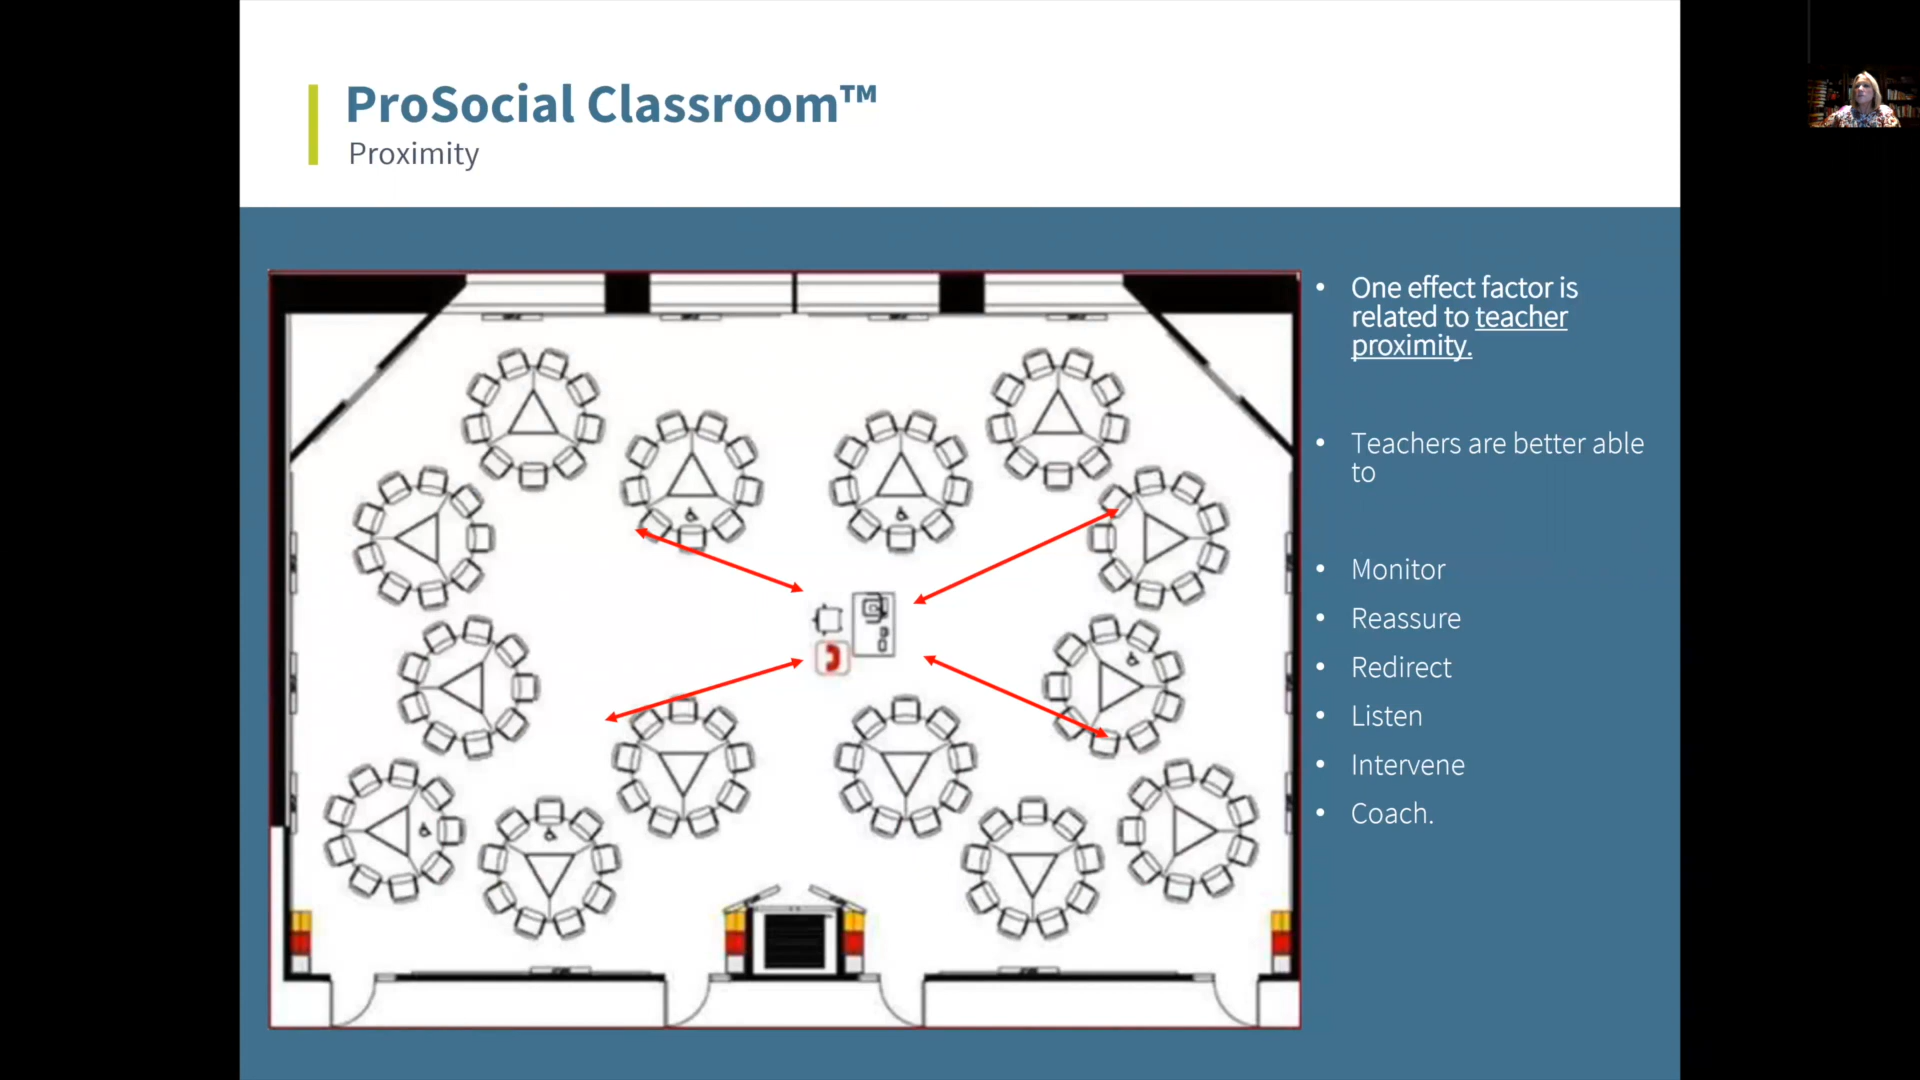 ProSocial Classroom™
Proximity
• One effect factor is
related to teacher
proximity.
• Teachers are better able
to
• Monitor
• Reassure
• Redirect
• Listen
• Intervene
• Coach.